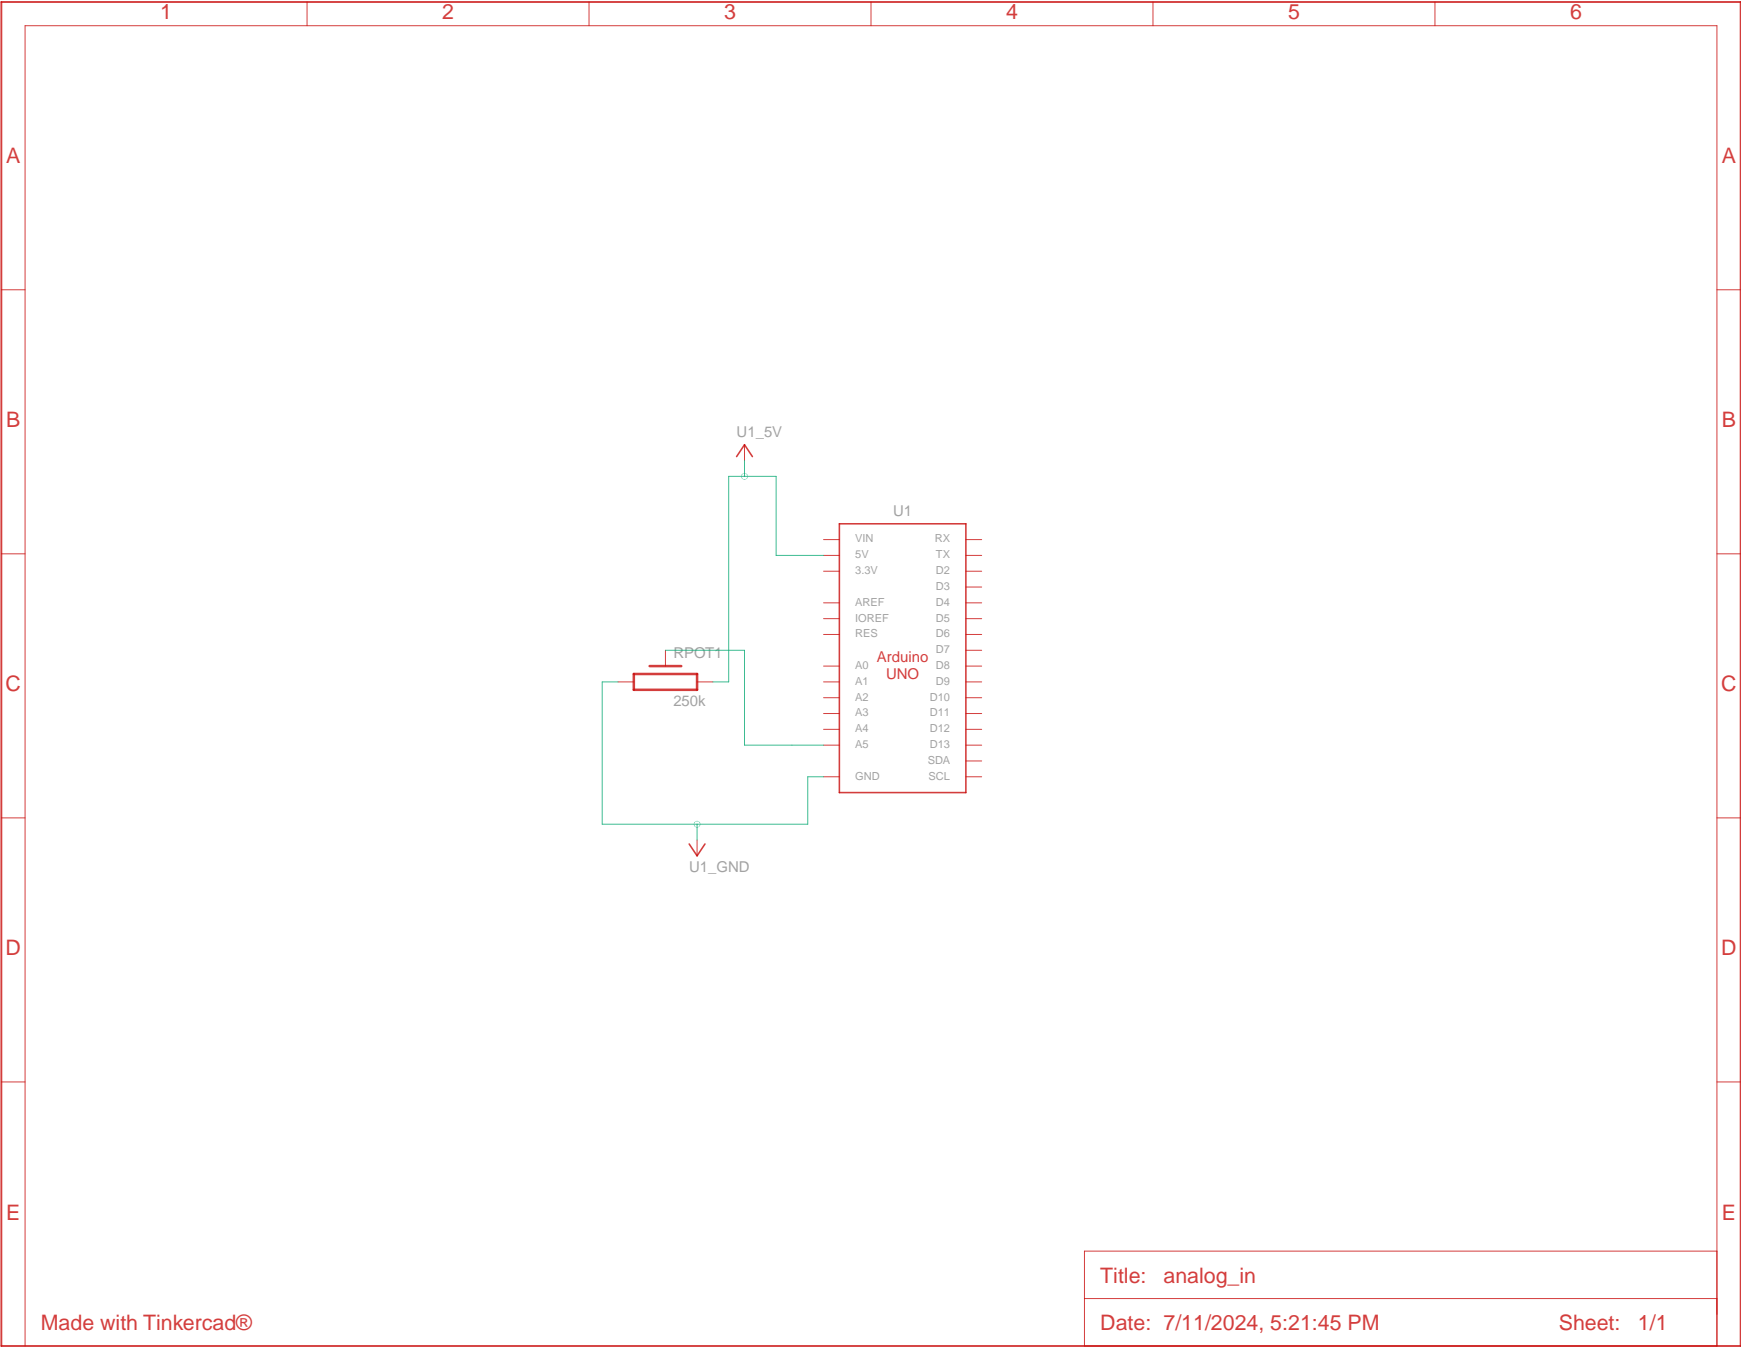 1 2 3 4 5 6
A A
B B
U1_5V
U1
VIN RX
5V TX
3.3V D2
D3
AREF D4
IOREF D5
RES D6
D7
RPOT1
Arduino
UNO
A0 D8
C C
A1 D9
250k
A2 D10
A3 D11
A4 D12
A5 D13
SDA
GND SCL
U1_GND
D D
E E
Title: analog_in
Made with Tinkercad®
Date: 7/11/2024, 5:21:45 PM Sheet: 1/1